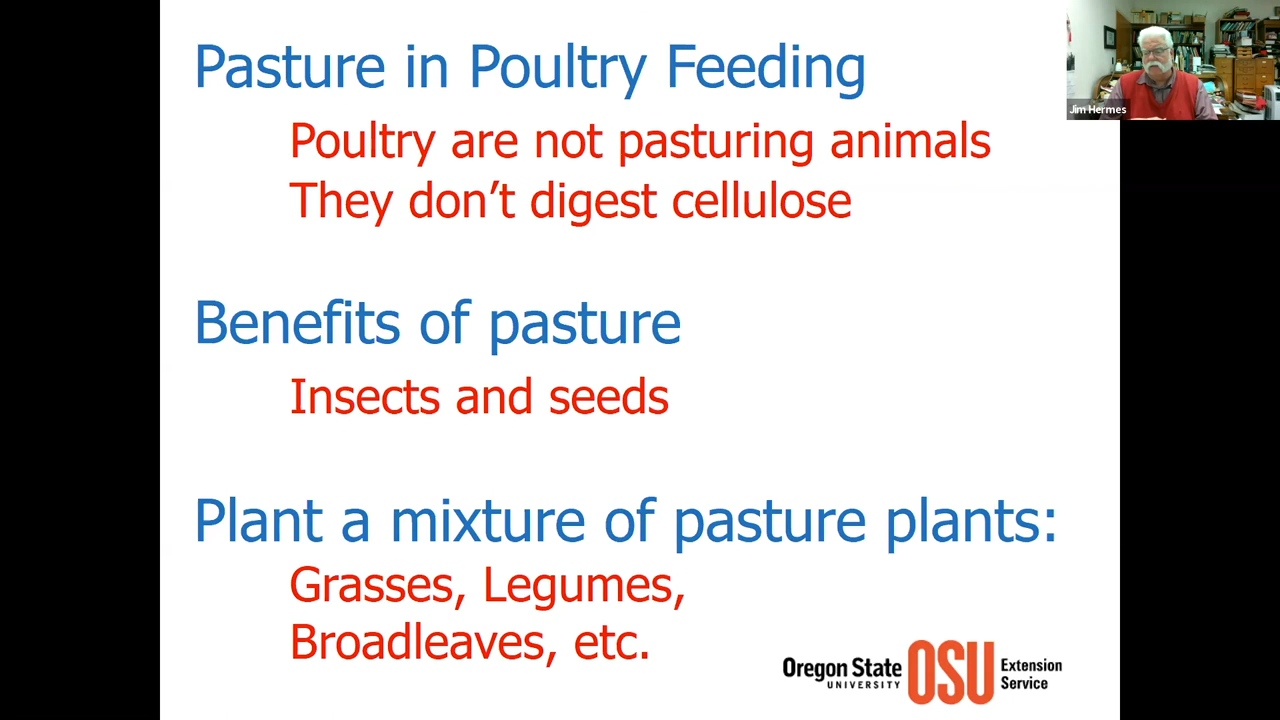 Pasture in Poultry Feeding
Poultry are not pasturing animals
They don't digest cellulose
Benefits of pasture
Insects and seeds
Plant a mixture of pasture plants:
Grasses, Legumes,
Broadleaves, etc.
Oregon State
UNIVERSITY
OSU
Extension
Service
Jim Hermes